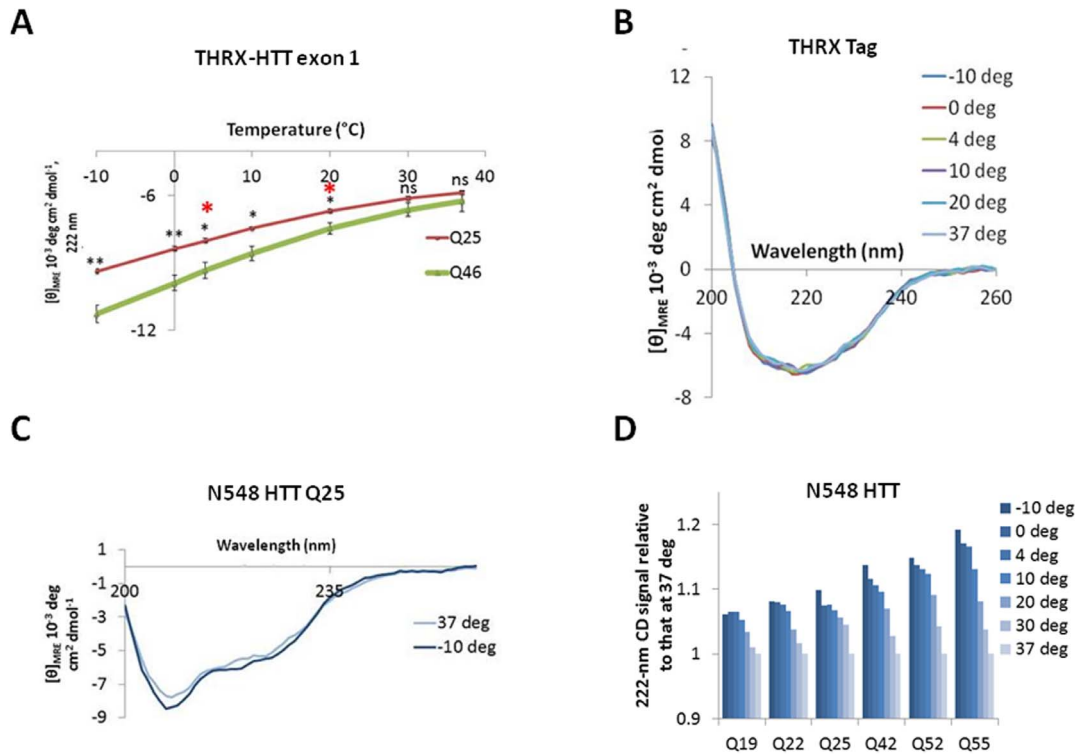 A
THRX-HTT exon 1
Temperature (°C)
-10 0 10 20 30 40
-6
-12
[θ]MRE 10⁻³ deg cm² dmol⁻¹,
222 nm
** ** * * * * * ns ns
Q25
Q46
B
THRX Tag
-
12
8
4
0
-4
-8
[θ]MRE 10⁻³ deg cm² dmol
Wavelength (nm)
200 220 240 260
-10 deg
0 deg
4 deg
10 deg
20 deg
37 deg
C
N548 HTT Q25
Wavelength (nm)
1
-1
-3
-5
-7
-9
200 235
[θ]MRE 10⁻³ deg
cm² dmol⁻¹
37 deg
-10 deg
D
N548 HTT
222-nm CD signal relative
to that at 37 deg
1.2
1.1
1
0.9
Q19 Q22 Q25 Q42 Q52 Q55
-10 deg
0 deg
4 deg
10 deg
20 deg
30 deg
37 deg